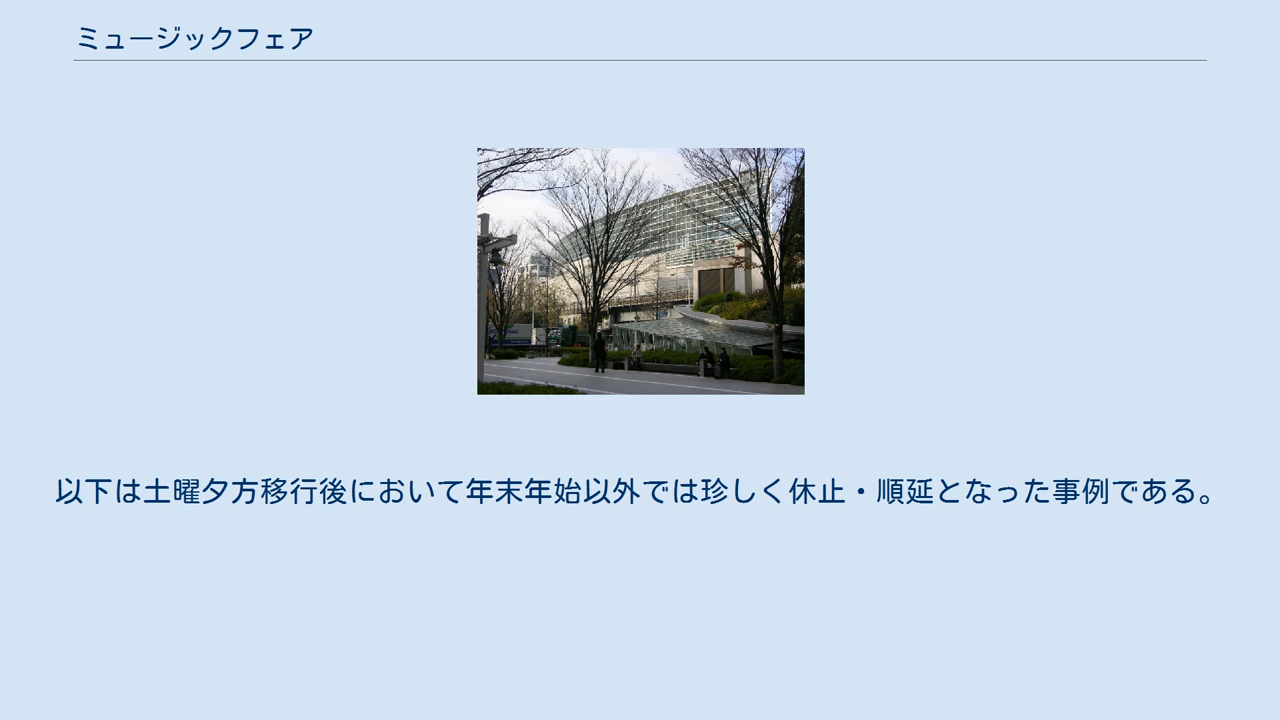 ミュージックフェア
以下は土曜夕方移行後において年末年始以外では珍しく休止・順延となった事例である。